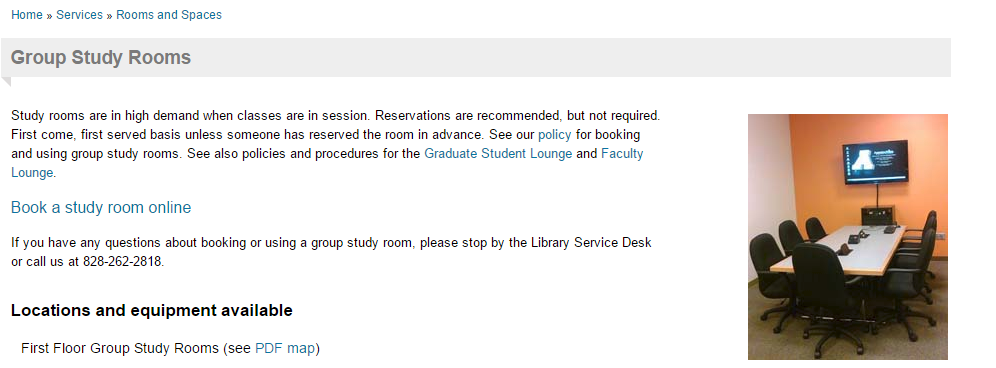 Home » Services » Rooms and Spaces
Group Study Rooms
Study rooms are in high demand when classes are in session. Reservations are recommended, but not required.
First come, first served basis unless someone has reserved the room in advance. See our policy for booking
and using group study rooms. See also policies and procedures for the Graduate Student Lounge and Faculty
Lounge.
Book a study room online
If you have any questions about booking or using a group study room, please stop by the Library Service Desk
or call us at 828-262-2818.
Locations and equipment available
First Floor Group Study Rooms (see PDF map)
A